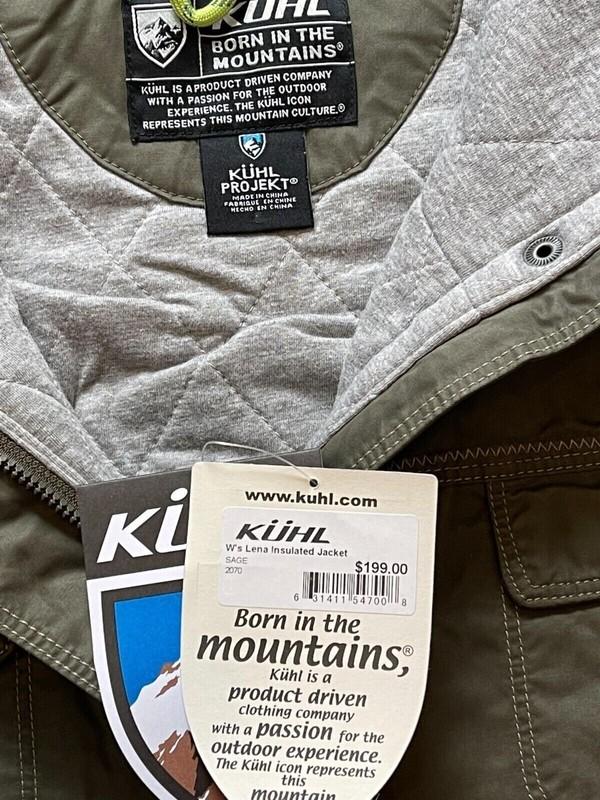 KÜHL
BORN IN THE
MOUNTAINS®
KÜHL IS A PRODUCT DRIVEN COMPANY
WITH A PASSION FOR THE OUTDOOR
EXPERIENCE. THE KÜHL ICON
REPRESENTS THIS MOUNTAIN CULTURE.®
KÜHL
PROJEKT®
MADE IN CHINA
FABRIQUE EN CHINE
HECHO EN CHINA
www.kuhl.com
KÜHL
W's Lena Insulated Jacket
SAGE
2070
$199.00
6 31411 54700 8
KÜ
Born in the
mountains,®
Kühl is a
product driven
clothing company
with a passion for the
outdoor experience.
The Kühl icon represents
this
mountain